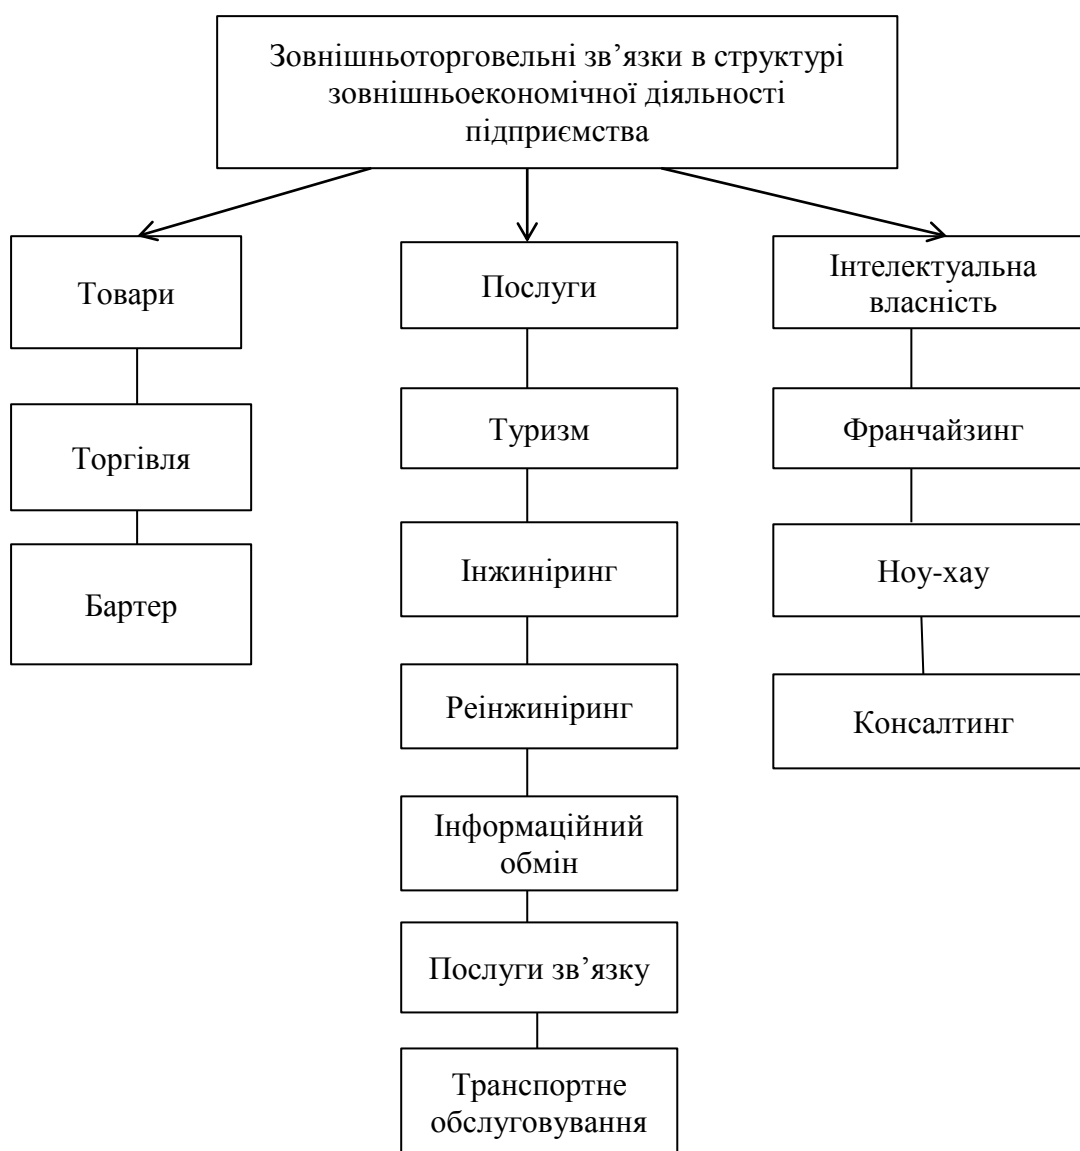 Зовнішньоторговельні зв’язки в структурі
зовнішньоекономічної діяльності
підприємства
Товари
Торгівля
Бартер
Послуги
Туризм
Інжиніринг
Реінжиніринг
Інформаційний
обмін
Послуги зв’язку
Транспортне
обслуговування
Інтелектуальна
власність
Франчайзинг
Ноу-хау
Консалтинг